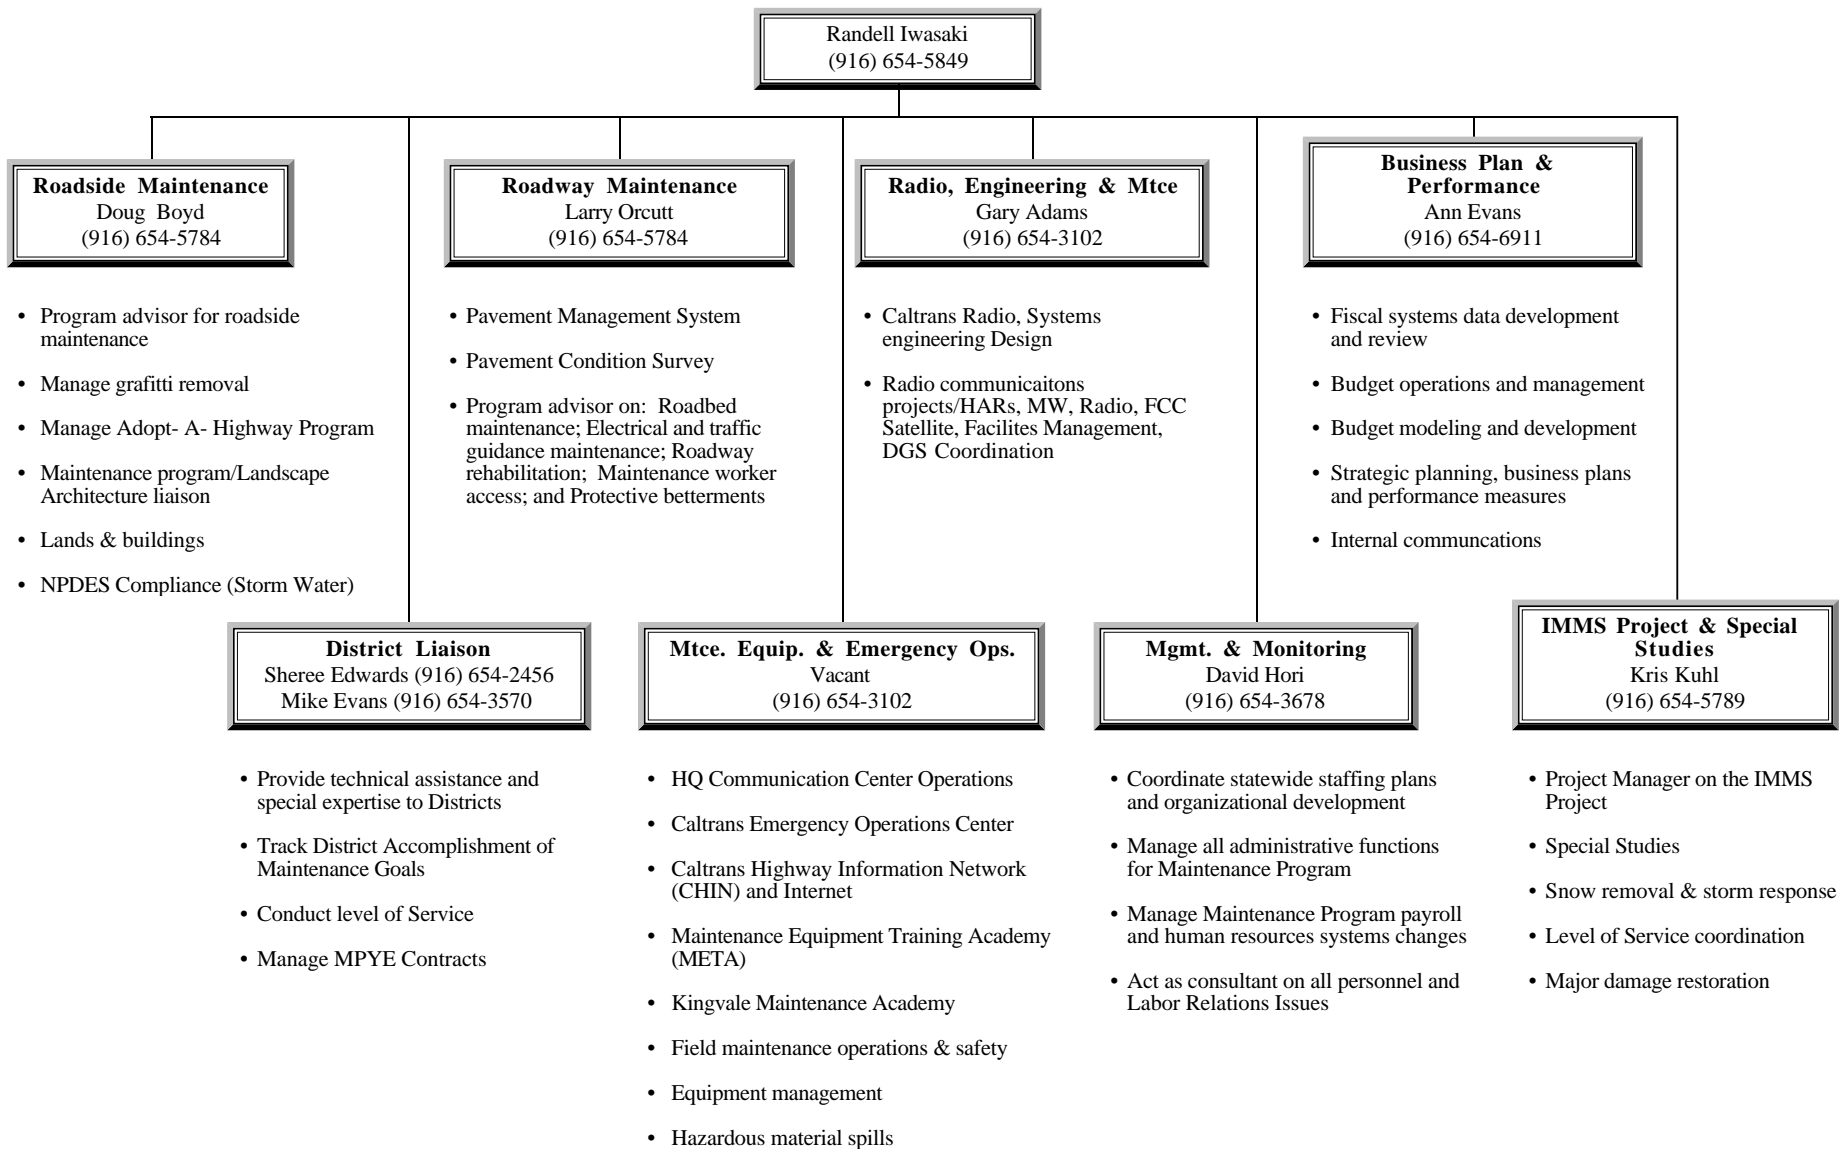 Randell Iwasaki
(916) 654-5849
Roadside Maintenance
Doug Boyd
(916) 654-5784
Roadway Maintenance
Larry Orcutt
(916) 654-5784
Radio, Engineering & Mtce
Gary Adams
(916) 654-3102
Business Plan &
Performance
Ann Evans
(916) 654-6911
• Program advisor for roadside
maintenance
• Manage grafitti removal
• Manage Adopt- A- Highway Program
• Maintenance program/Landscape
Architecture liaison
• Lands & buildings
• NPDES Compliance (Storm Water)
• Pavement Management System
• Pavement Condition Survey
• Program advisor on: Roadbed
maintenance; Electrical and traffic
guidance maintenance; Roadway
rehabilitation; Maintenance worker
access; and Protective betterments
• Caltrans Radio, Systems
engineering Design
• Radio communicaitons
projects/HARs, MW, Radio, FCC
Satellite, Facilites Management,
DGS Coordination
• Fiscal systems data development
and review
• Budget operations and management
• Budget modeling and development
• Strategic planning, business plans
and performance measures
• Internal communcations
District Liaison
Sheree Edwards (916) 654-2456
Mike Evans (916) 654-3570
Mtce. Equip. & Emergency Ops.
Vacant
(916) 654-3102
Mgmt. & Monitoring
David Hori
(916) 654-3678
IMMS Project & Special
Studies
Kris Kuhl
(916) 654-5789
• Provide technical assistance and
special expertise to Districts
• Track District Accomplishment of
Maintenance Goals
• Conduct level of Service
• Manage MPYE Contracts
• HQ Communication Center Operations
• Caltrans Emergency Operations Center
• Caltrans Highway Information Network
(CHIN) and Internet
• Maintenance Equipment Training Academy
(META)
• Kingvale Maintenance Academy
• Field maintenance operations & safety
• Equipment management
• Hazardous material spills
• Coordinate statewide staffing plans
and organizational development
• Manage all administrative functions
for Maintenance Program
• Manage Maintenance Program payroll
and human resources systems changes
• Act as consultant on all personnel and
Labor Relations Issues
• Project Manager on the IMMS
Project
• Special Studies
• Snow removal & storm response
• Level of Service coordination
• Major damage restoration